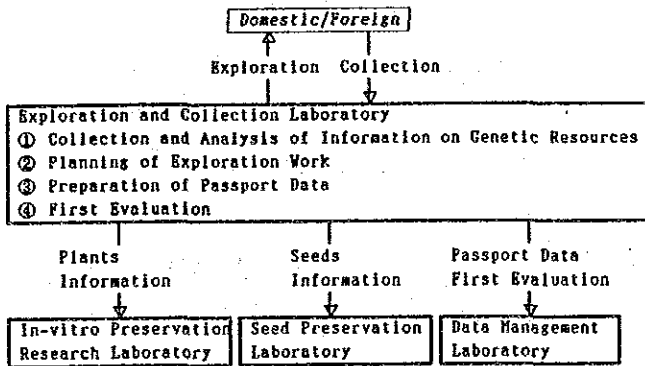 Domestic/Foreign
Exploration Collection
Exploration and Collection Laboratory
① Collection and Analysis of Information on Genetic Resources
② Planning of Exploration Work
③ Preparation of Passport Data
④ First Evaluation
Plants Seeds Passport Data
Information Information First Evaluation
In-vitro Preservation Seed Preservation Data Management
Research Laboratory Laboratory Laboratory